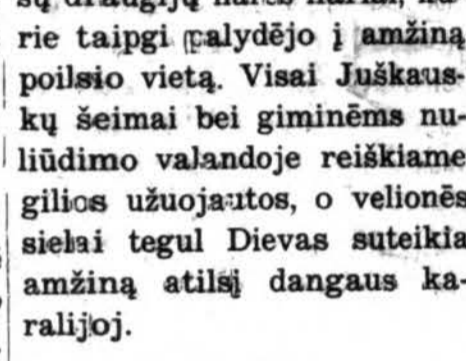 rie taipgi palydėjo į amžiną
poilsio vietą. Visai Juškaus-
kų šeimai bei giminėms nu-
liūdimo valandoje reiškiame
gilios užuojautos, o velionės
sielai tegul Dievas suteikia
amžiną atilsį dangaus ka-
ralijoj.